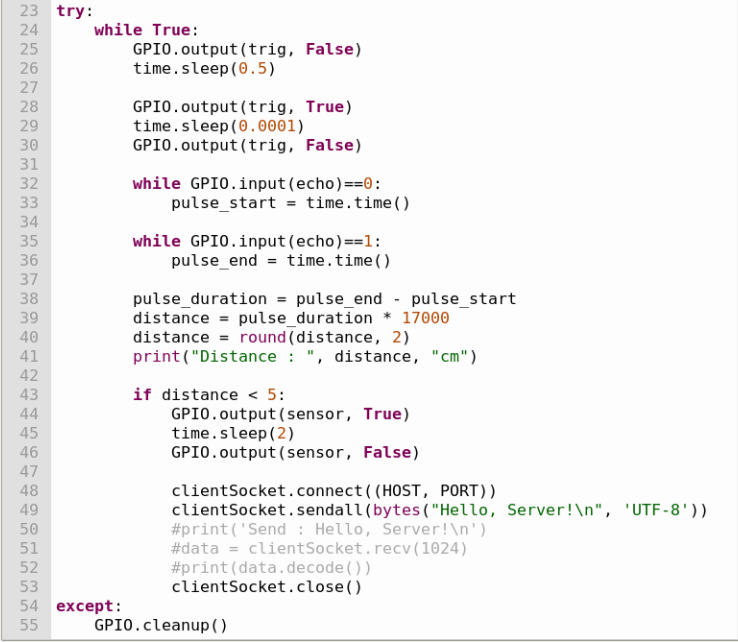 23 try:
24     while True:
25         GPIO.output(trig, False)
26         time.sleep(0.5)
27
28         GPIO.output(trig, True)
29         time.sleep(0.0001)
30         GPIO.output(trig, False)
31
32         while GPIO.input(echo)==0:
33             pulse_start = time.time()
34
35         while GPIO.input(echo)==1:
36             pulse_end = time.time()
37
38         pulse_duration = pulse_end - pulse_start
39         distance = pulse_duration * 17000
40         distance = round(distance, 2)
41         print("Distance : ", distance, "cm")
42
43         if distance < 5:
44             GPIO.output(sensor, True)
45             time.sleep(2)
46             GPIO.output(sensor, False)
47
48             clientSocket.connect((HOST, PORT))
49             clientSocket.sendall(bytes("Hello, Server!\n", 'UTF-8'))
50             #print('Send : Hello, Server!\n')
51             #data = clientSocket.recv(1024)
52             #print(data.decode())
53             clientSocket.close()
54 except:
55     GPIO.cleanup()